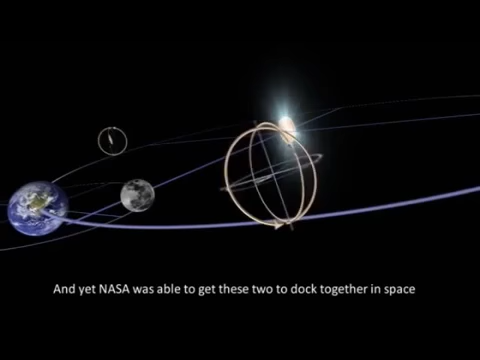 And yet NASA was able to get these two to dock together in space